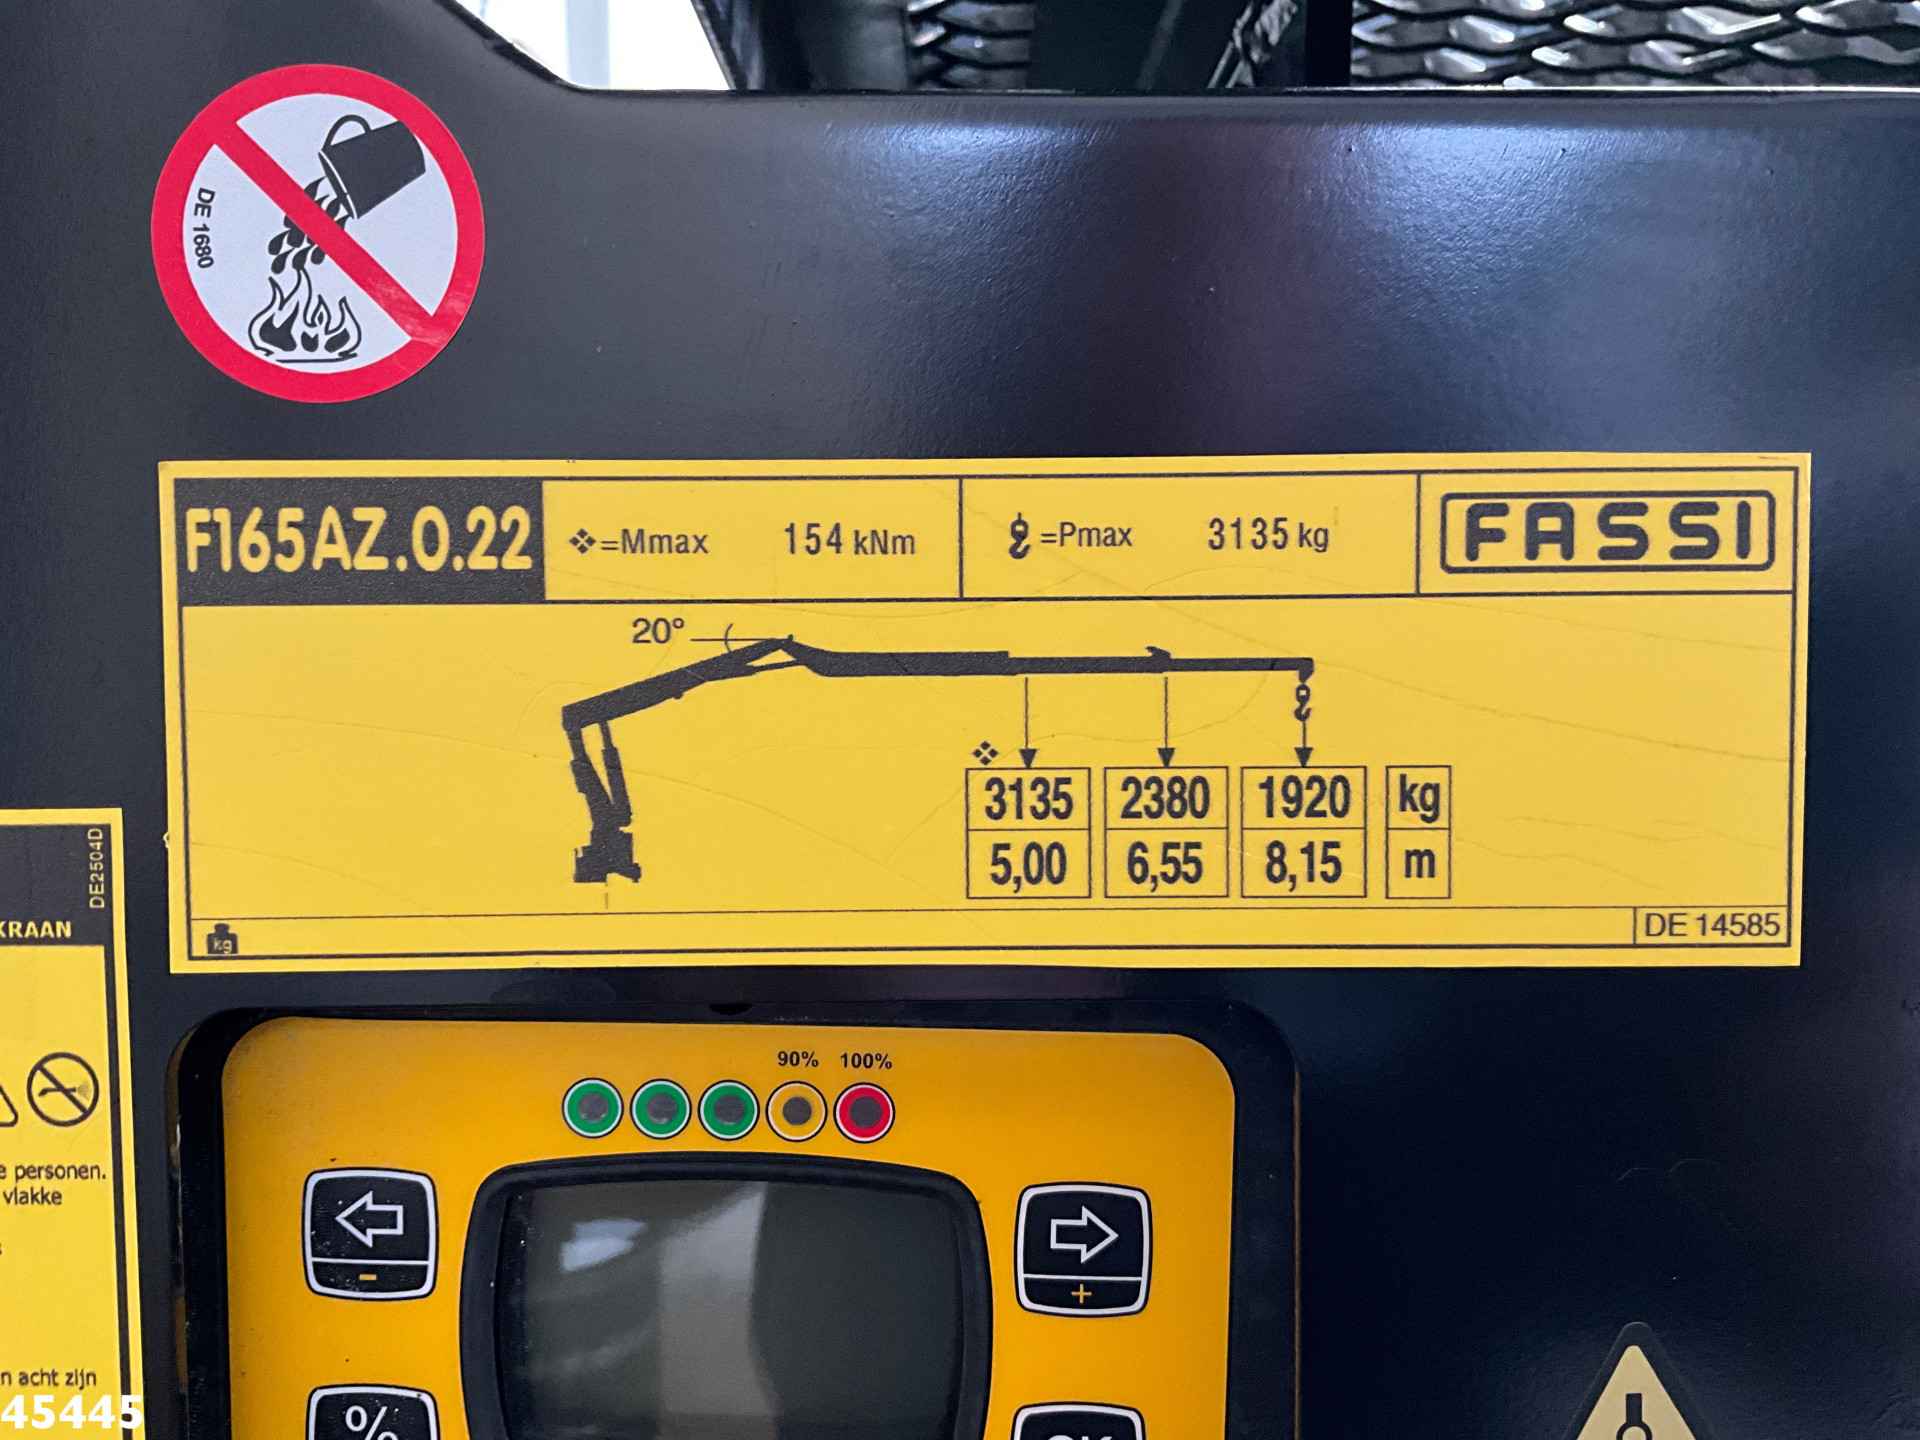 DE 1680
F165AZ.0.22
=Mmax 154 kNm
=Pmax 3135 kg
FASSI
20°
3135 2380 1920 kg
5,00 6,55 8,15 m
kg
DE 14585
DE2504D
KRAAN
personen.
vlakke
acht zijn
90% 100%
-
+
%
OK
45445